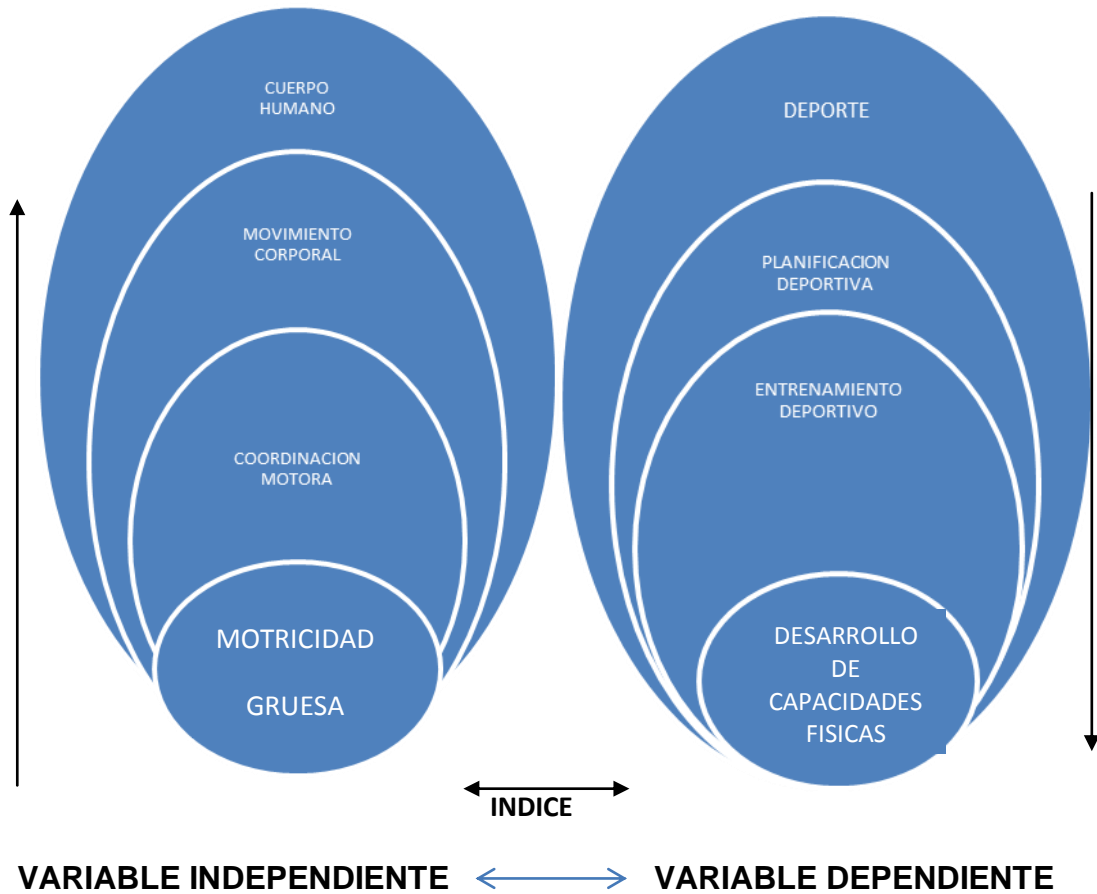 CUERPO
HUMANO
MOVIMIENTO
CORPORAL
COORDINACION
MOTORA
MOTRICIDAD
GRUESA
DEPORTE
PLANIFICACION
DEPORTIVA
ENTRENAMIENTO
DEPORTIVO
DESARROLLO
DE
CAPACIDADES
FISICAS
INDICE
VARIABLE INDEPENDIENTE
VARIABLE DEPENDIENTE